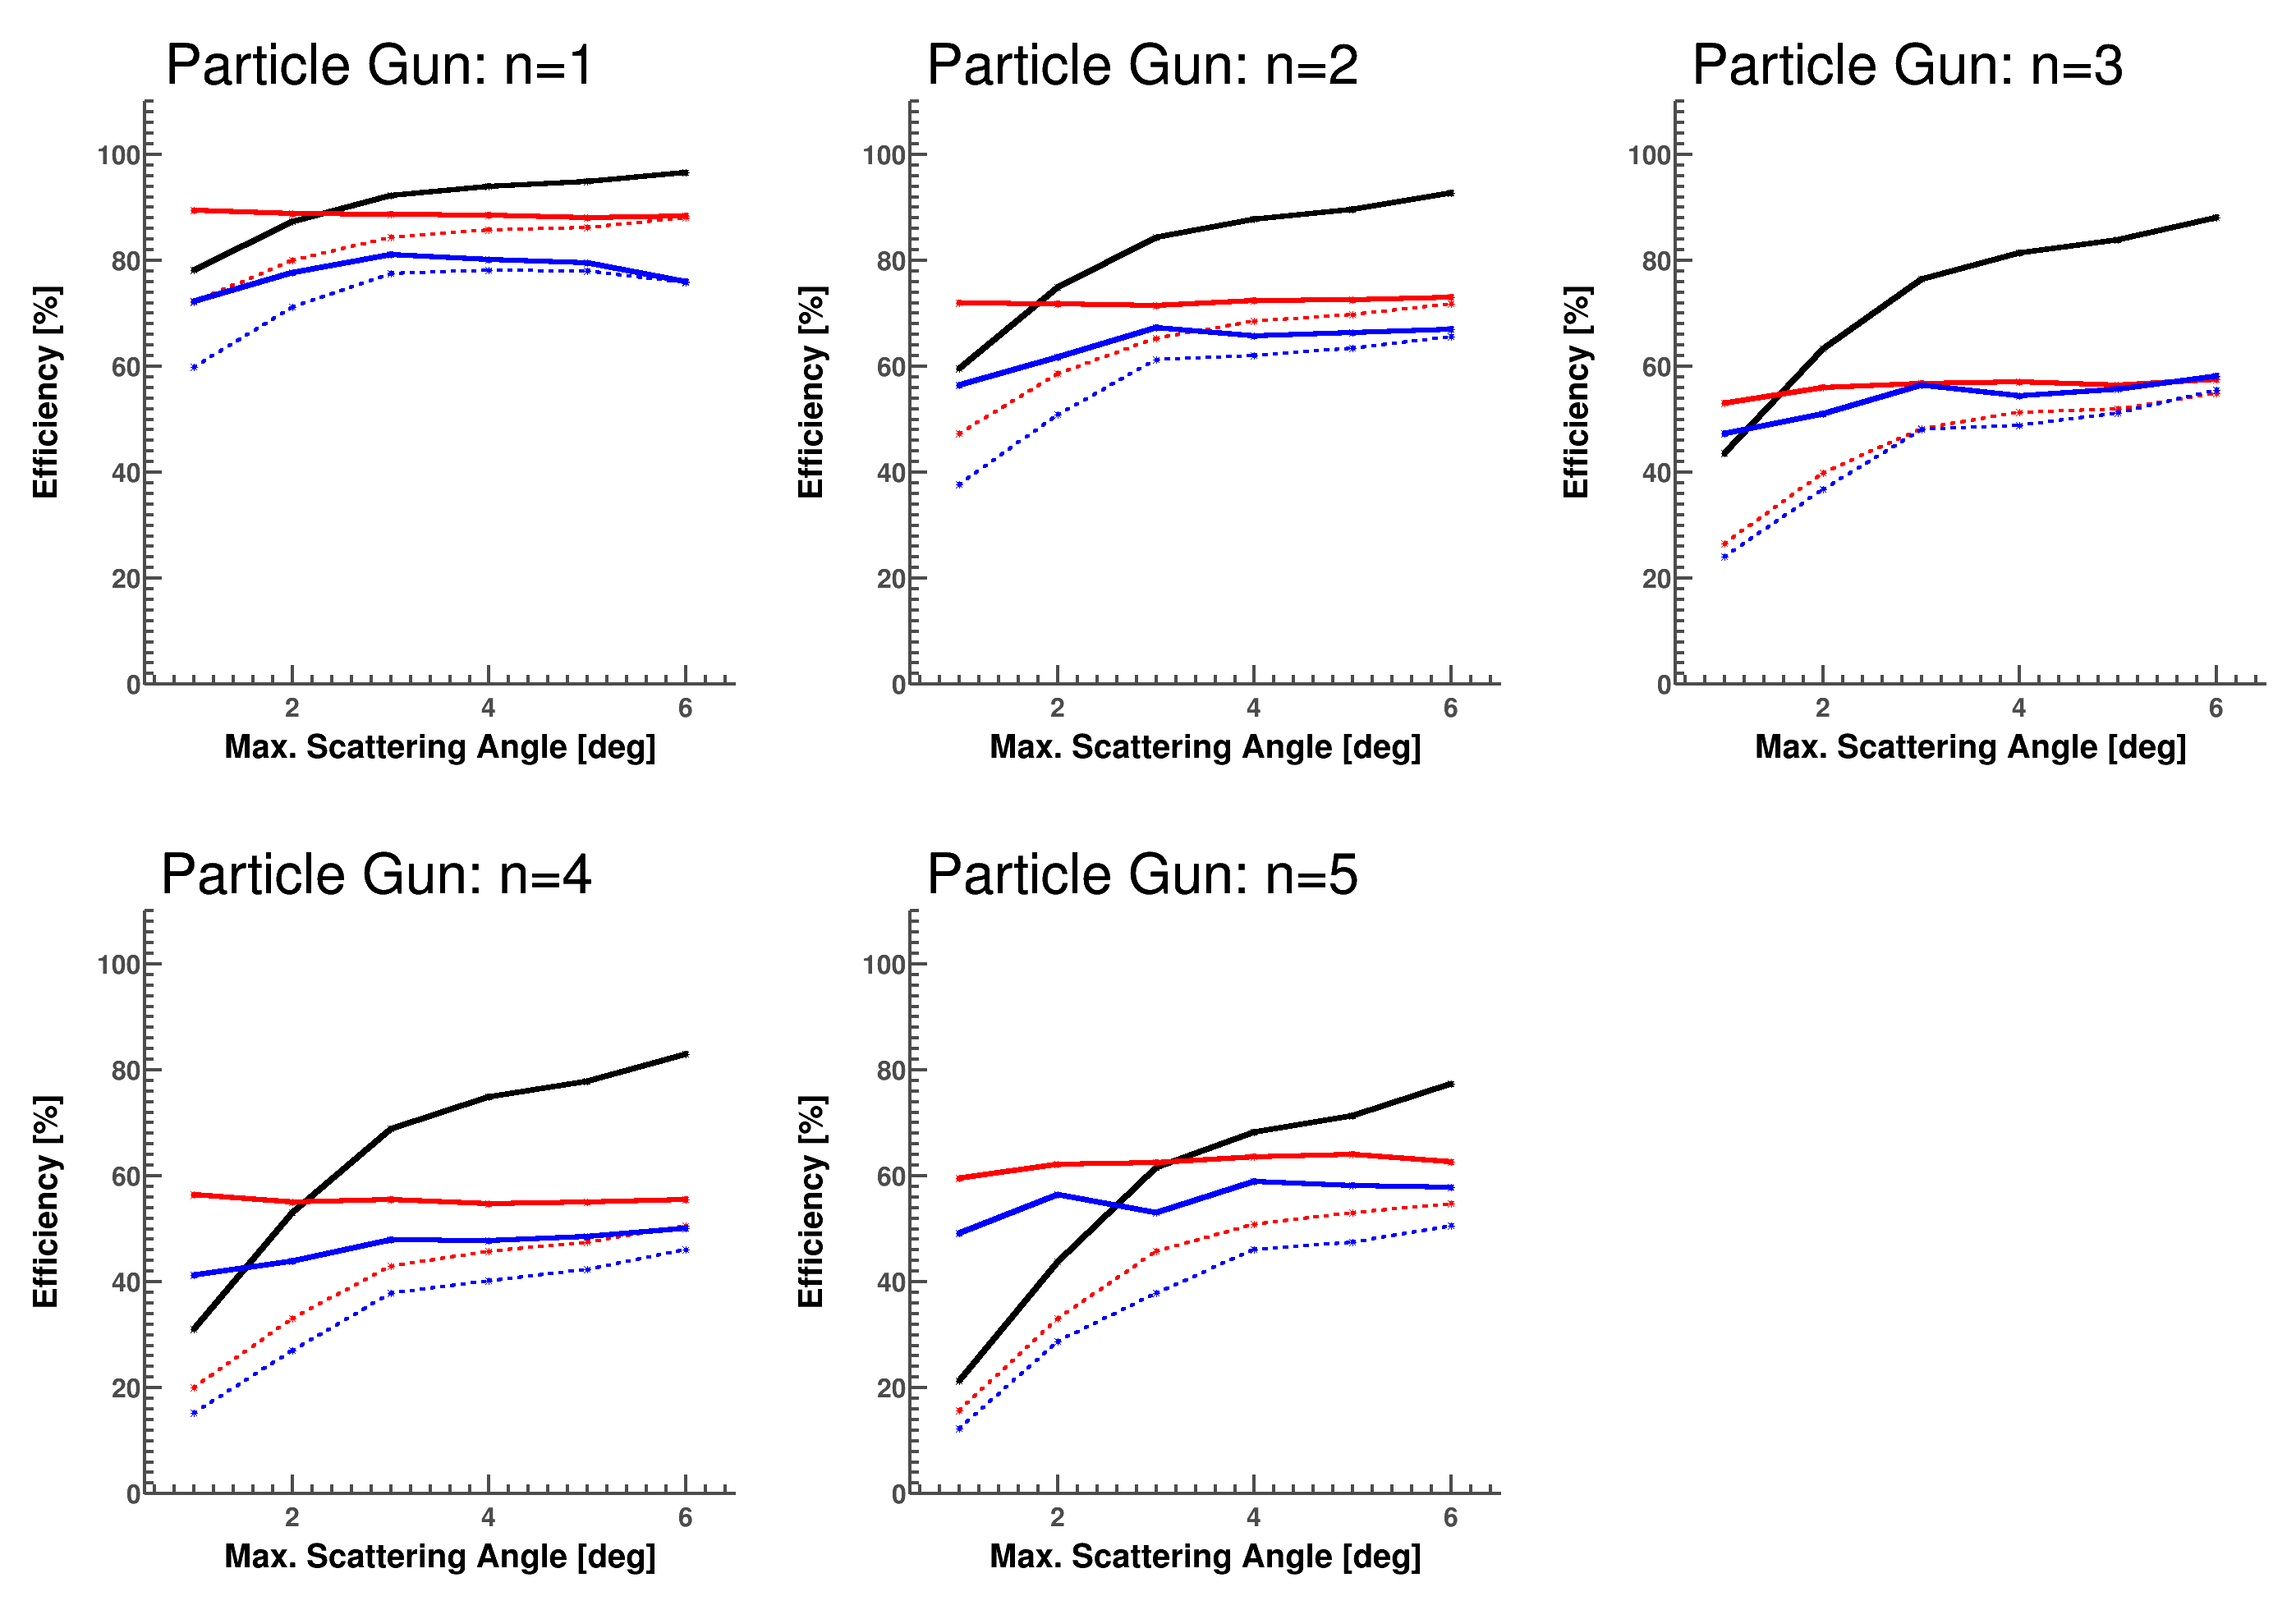 Particle Gun: n=1
100
80
60
40
20
0
2 4 6
Efficiency [%]
Max. Scattering Angle [deg]
Particle Gun: n=2
100
80
60
40
20
0
2 4 6
Efficiency [%]
Max. Scattering Angle [deg]
Particle Gun: n=3
100
80
60
40
20
0
2 4 6
Efficiency [%]
Max. Scattering Angle [deg]
Particle Gun: n=4
100
80
60
40
20
0
2 4 6
Efficiency [%]
Max. Scattering Angle [deg]
Particle Gun: n=5
100
80
60
40
20
0
2 4 6
Efficiency [%]
Max. Scattering Angle [deg]